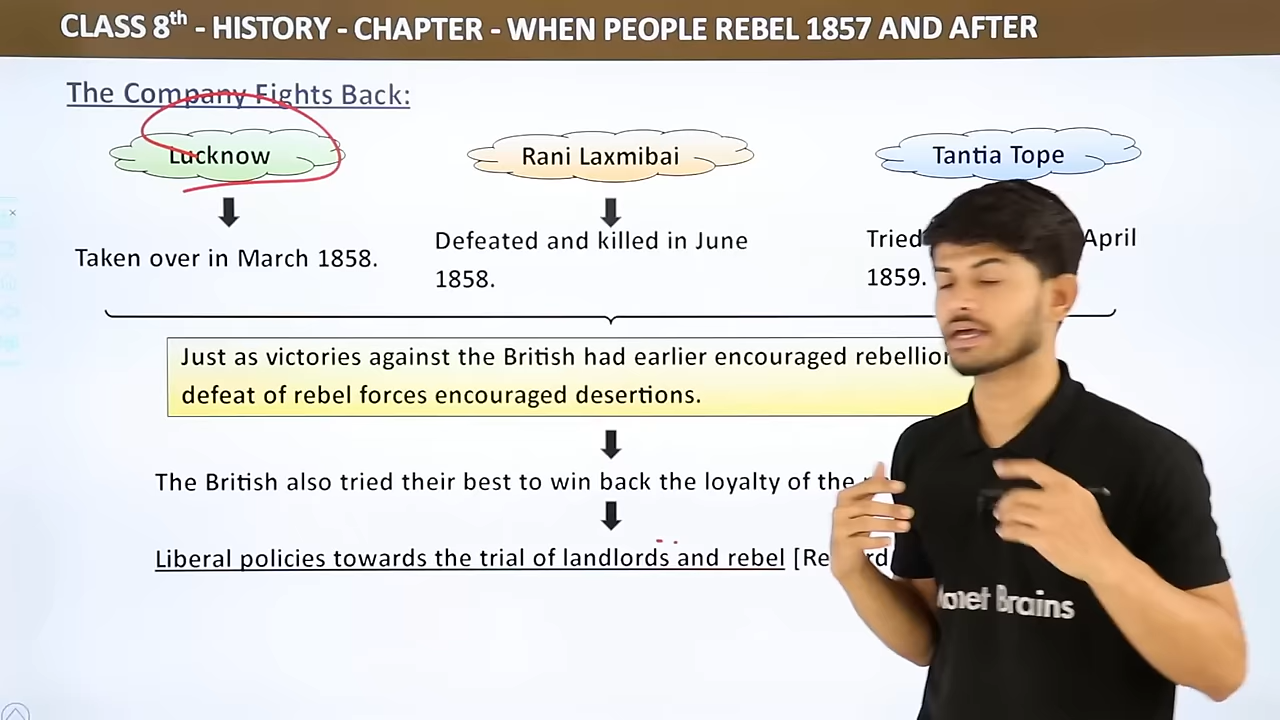 CLASS 8th - HISTORY - CHAPTER - WHEN PEOPLE REBEL 1857 AND AFTER
The Company Fights Back:
Lucknow
Rani Laxmibai
Tantia Tope
Taken over in March 1858.
Defeated and killed in June
1858.
Tried
April
1859.
Just as victories against the British had earlier encouraged
defeat of rebel forces encouraged desertions.
The British also tried their best to win back the loyalty of the
Liberal policies towards the trial of landlords and rebel
Brains